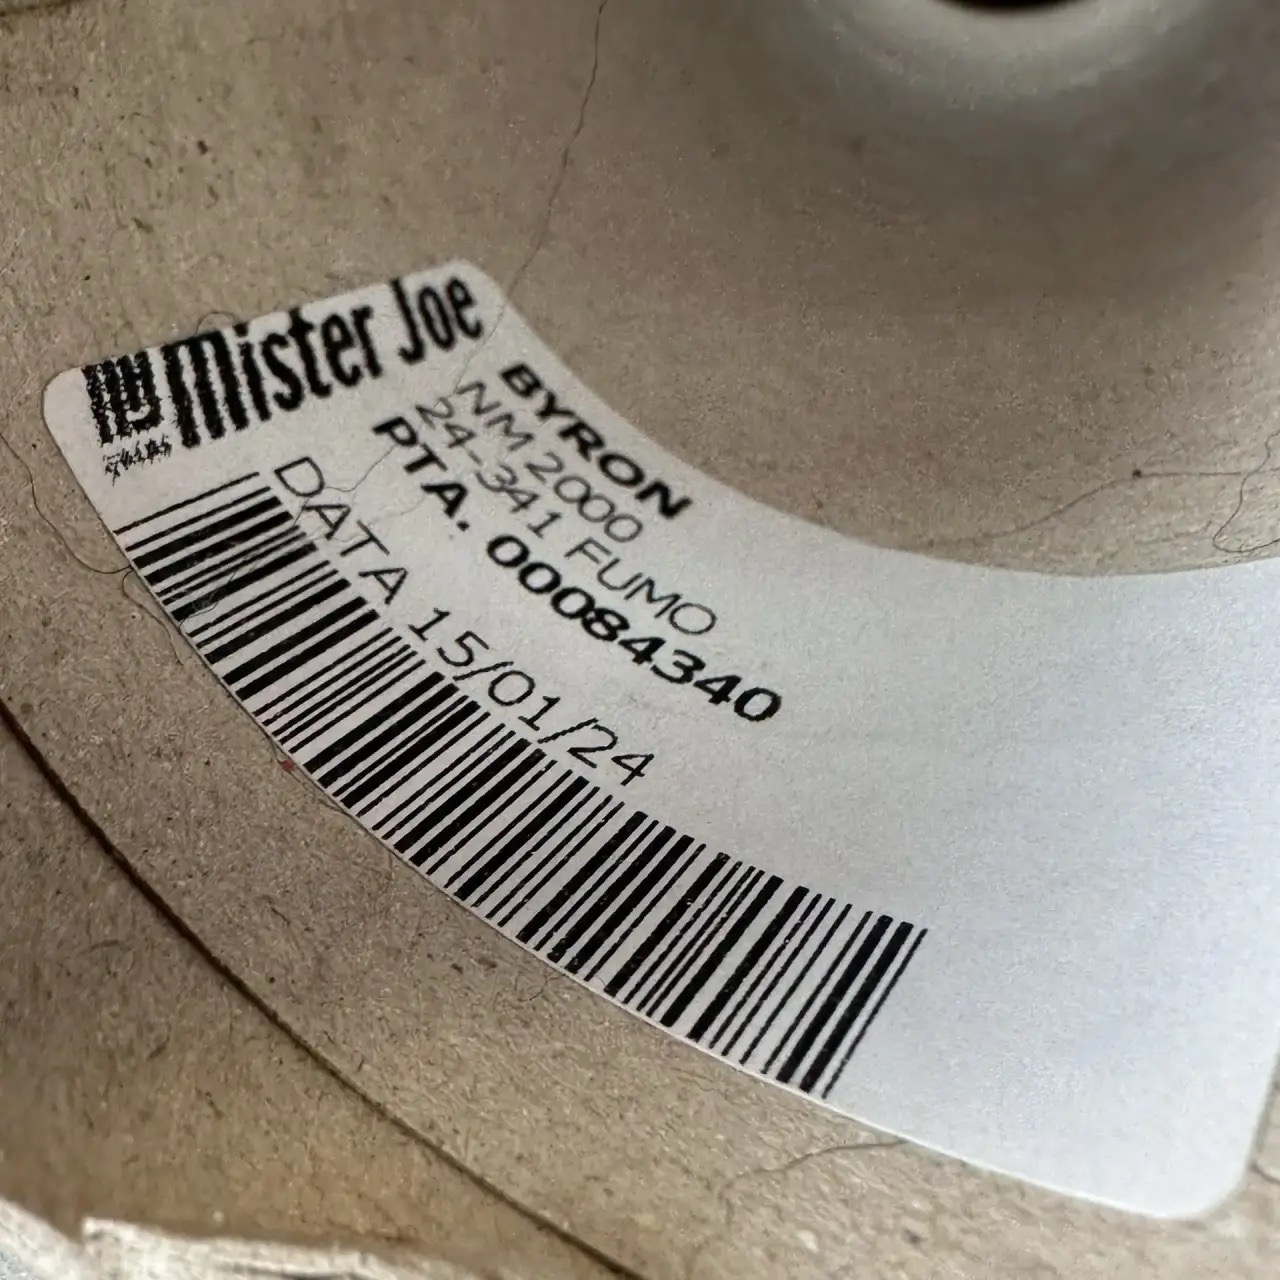 Mister Joe
BYRON
NM 2000
24-341 FUMO
PTA. 00084340
DATA 15/01/24